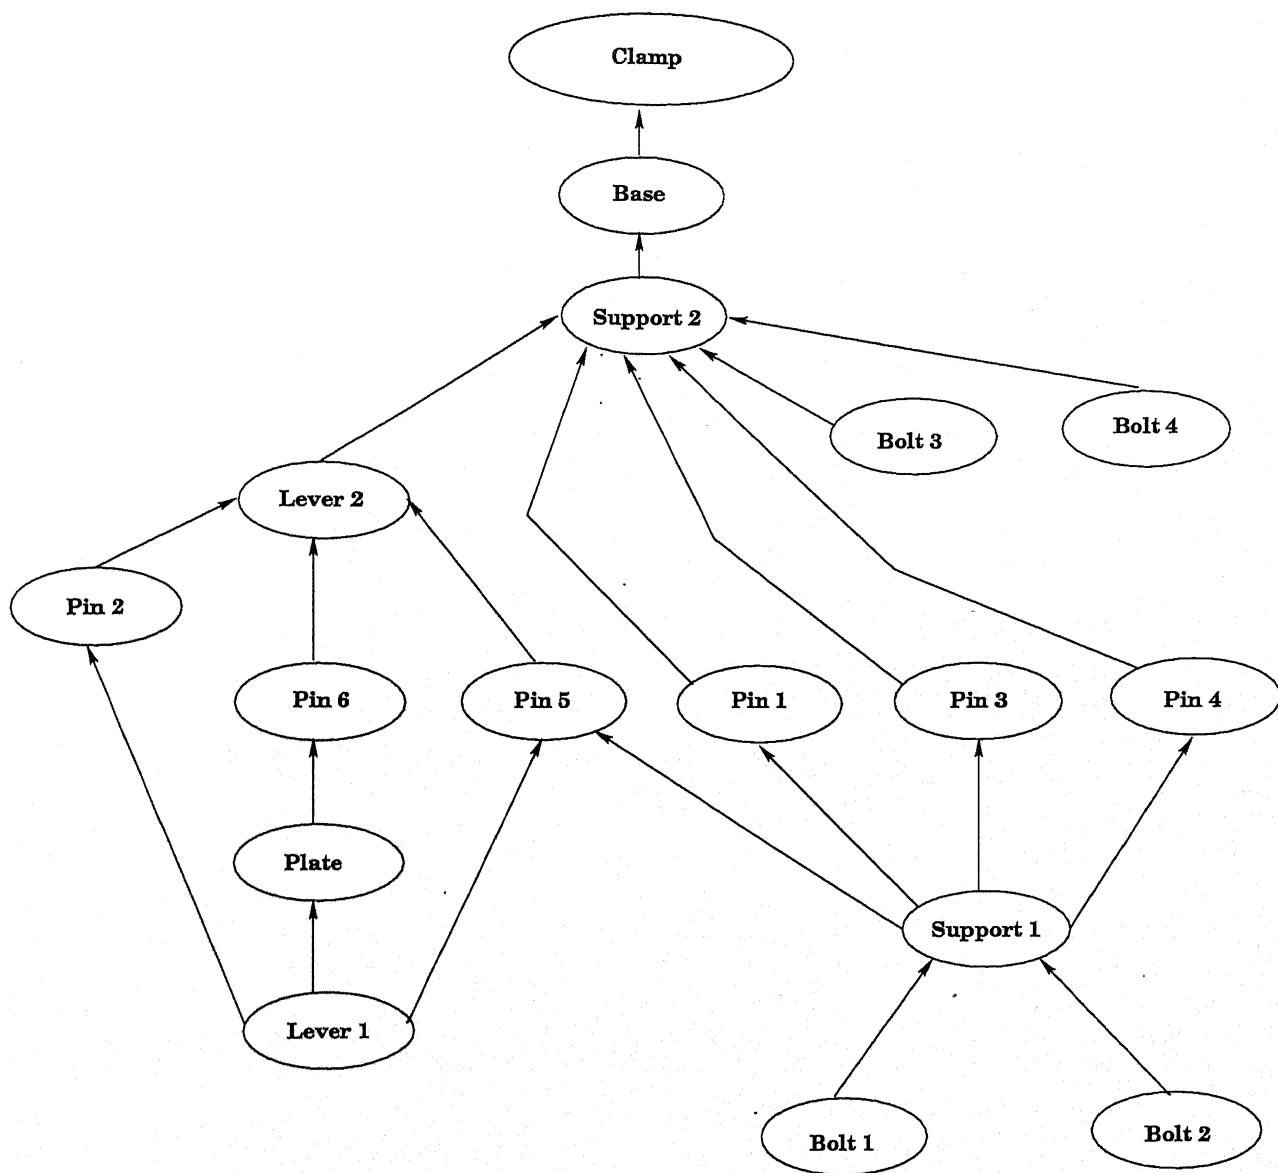 Clamp
Base
Support 2
Bolt 3
Bolt 4
Lever 2
Pin 2
Pin 6
Pin 5
Pin 1
Pin 3
Pin 4
Plate
Support 1
Lever 1
Bolt 1
Bolt 2